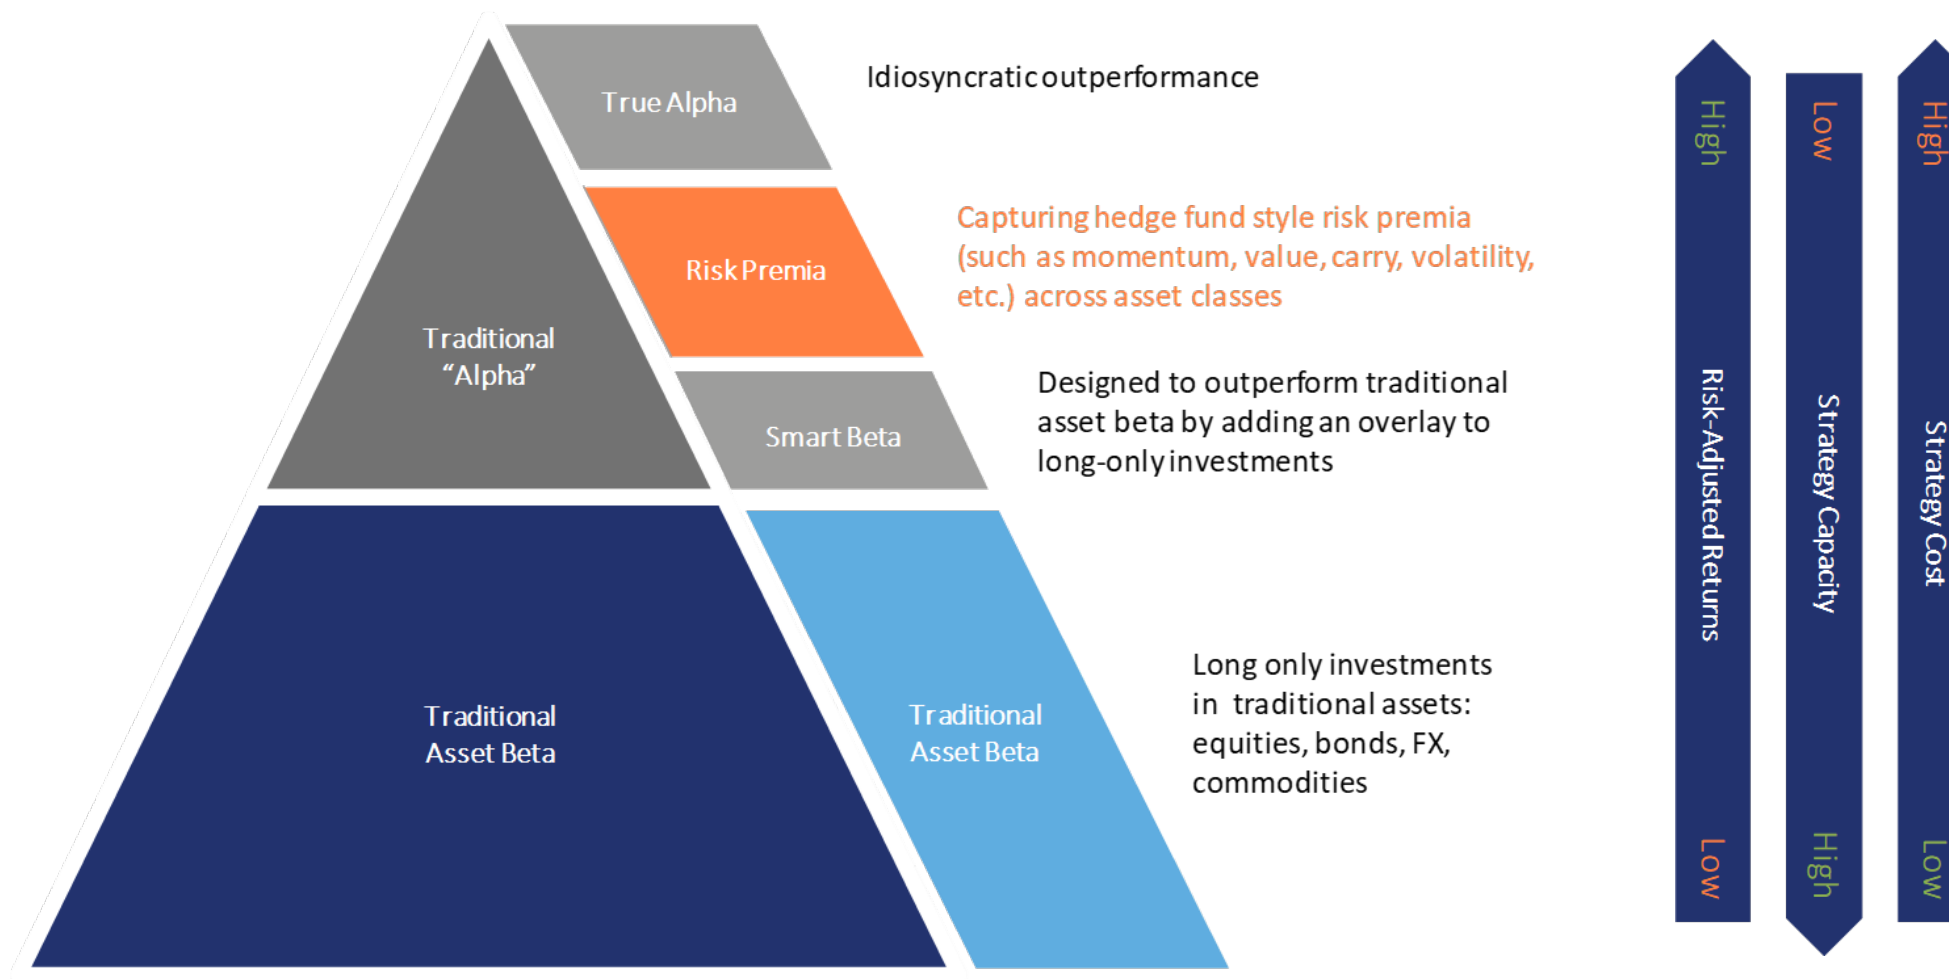 True Alpha
Idiosyncratic outperformance
Risk Premia
Capturing hedge fund style risk premia
(such as momentum, value, carry, volatility,
etc.) across asset classes
Traditional
“Alpha”
Smart Beta
Designed to outperform traditional
asset beta by adding an overlay to
long-only investments
Traditional
Asset Beta
Traditional
Asset Beta
Long only investments
in traditional assets:
equities, bonds, FX,
commodities
High
Risk-Adjusted Returns
Low
Low
Strategy Capacity
High
High
Strategy Cost
Low